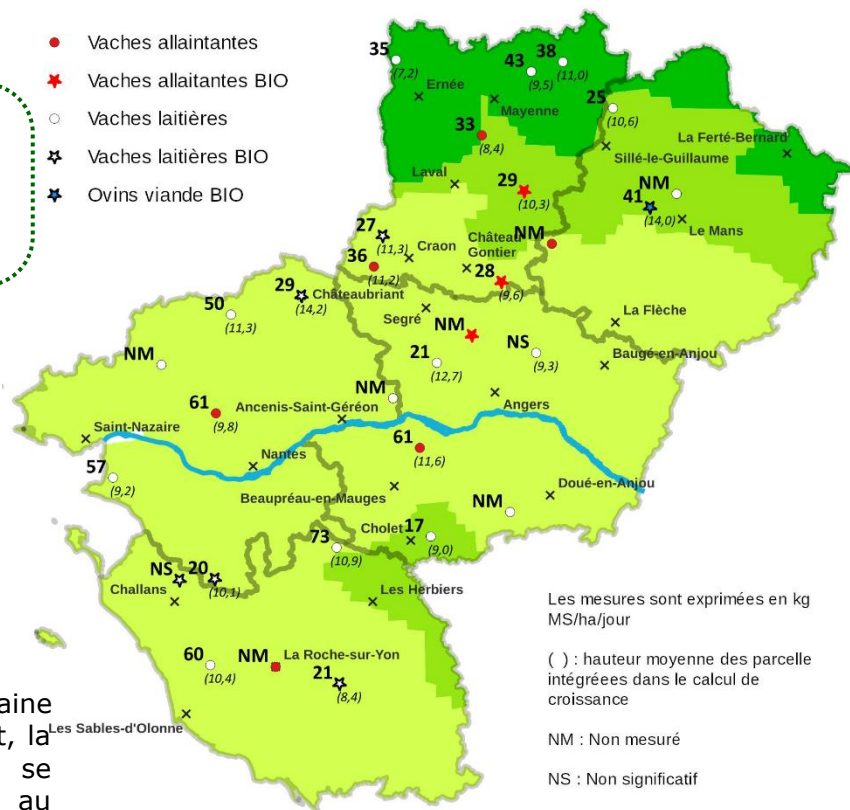 Vaches allaintantes
Vaches allaitantes BIO
Vaches laitières
Vaches laitières BIO
Ovins viande BIO
35
(7,2)
Ernée
43
(9,5)
38
(11,0)
Mayenne
25
(10,6)
33
(8,4)
La Ferté-Bernard
Sillé-le-Guillaume
Laval
29
(10,3)
NM
41
(14,0)
Le Mans
27
(11,3)
Craon
Château
Gontier
NM
36
(11,2)
28
(9,6)
29
(14,2)
Châteaubriant
50
(11,3)
Segré
NM
La Flèche
NM
21
(12,7)
NS
(9,3)
Baugé-en-Anjou
NM
61
(9,8)
Ancenis-Saint-Géréon
Angers
Saint-Nazaire
Nantes
61
(11,6)
57
(9,2)
Beaupréau-en-Mauges
Doué-en-Anjou
NM
Cholet
17
(9,0)
73
(10,9)
NS
20
(10,1)
Challans
Les Herbiers
60
(10,4)
NM
La Roche-sur-Yon
21
(8,4)
Les Sables-d'Olonne
Les mesures sont exprimées en kg
MS/ha/jour
( ) : hauteur moyenne des parcelle
intégréees dans le calcul de
croissance
NM : Non mesuré
NS : Non significatif
aine
t, la
se
au